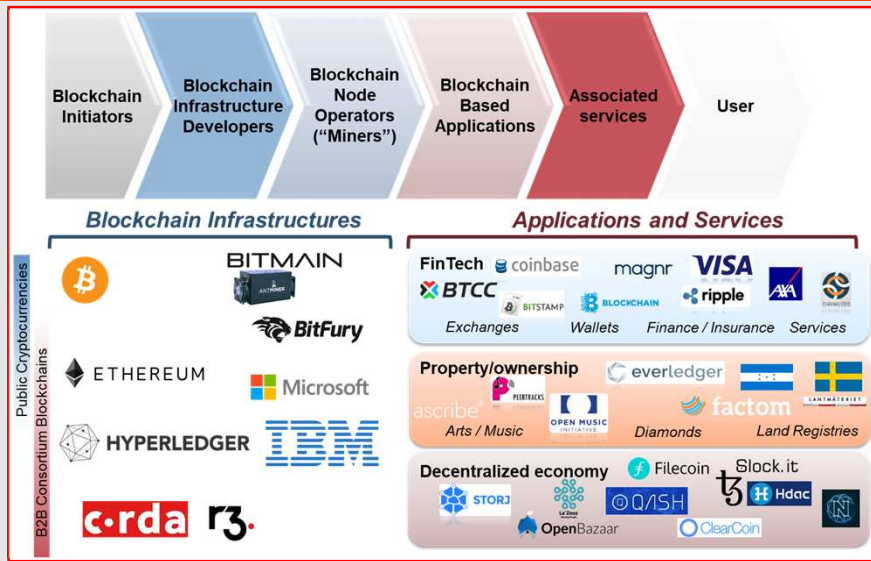 Blockchain
Initiators
Blockchain
Infrastructure
Developers
Blockchain
Node
Operators
(“Miners”)
Blockchain
Based
Applications
Associated
services
User
Blockchain Infrastructures
Applications and Services
Public Cryptocurrencies
B2B Consortium Blockchains
BITMAIN
ANTMINER
BitFury
ETHEREUM
Microsoft
HYPERLEDGER
IBM
c·rda
r3.
FinTech
coinbase
magnr
VISA
BTCC
BITSTAMP
BLOCKCHAIN
ripple
AXA
Exchanges
Wallets
Finance / Insurance
Services
Property/ownership
everledger
PEERTRACKS
ascribe
OPEN MUSIC
INITIATIVE
factom
LANTMÄTERIET
Arts / Music
Diamonds
Land Registries
Decentralized economy
Filecoin
Slock.it
STORJ
La`Zooz
QASH
Hdac
OpenBazaar
ClearCoin